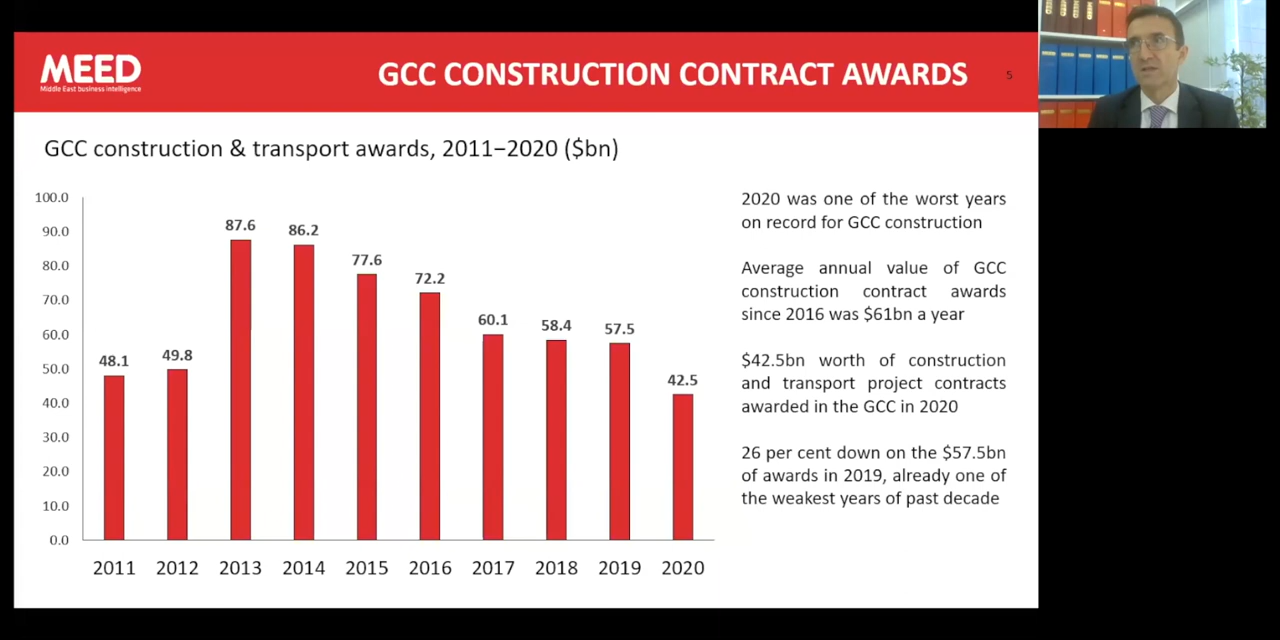 MEED
Middle East business intelligence
GCC CONSTRUCTION CONTRACT AWARDS
5
GCC construction & transport awards, 2011–2020 ($bn)
100.0
90.0
80.0
70.0
60.0
50.0
40.0
30.0
20.0
10.0
0.0
48.1
49.8
87.6
86.2
77.6
72.2
60.1
58.4
57.5
42.5
2011 2012 2013 2014 2015 2016 2017 2018 2019 2020
2020 was one of the worst years
on record for GCC construction
Average annual value of GCC
construction contract awards
since 2016 was $61bn a year
$42.5bn worth of construction
and transport project contracts
awarded in the GCC in 2020
26 per cent down on the $57.5bn
of awards in 2019, already one of
the weakest years of past decade